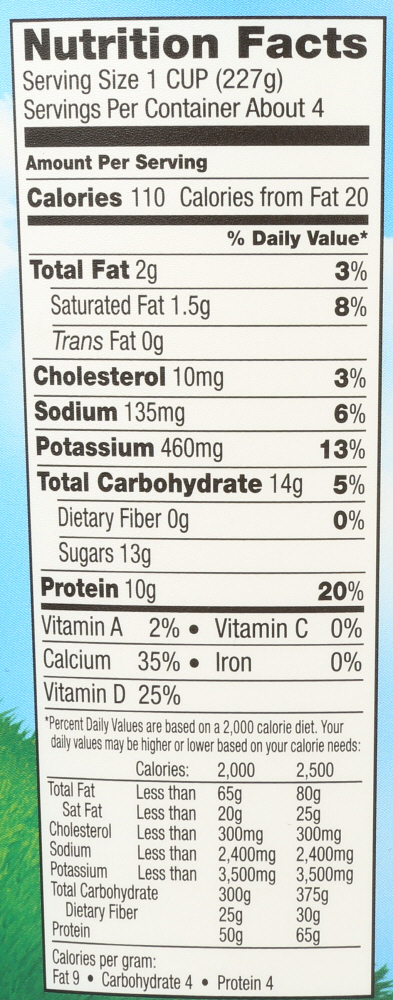 Nutrition Facts
Serving Size 1 CUP (227g)
Servings Per Container About 4
Amount Per Serving
Calories 110 Calories from Fat 20
% Daily Value*
Total Fat 2g 3%
Saturated Fat 1.5g 8%
Trans Fat 0g
Cholesterol 10mg 3%
Sodium 135mg 6%
Potassium 460mg 13%
Total Carbohydrate 14g 5%
Dietary Fiber 0g 0%
Sugars 13g
Protein 10g 20%
Vitamin A 2% • Vitamin C 0%
Calcium 35% • Iron 0%
Vitamin D 25%
*Percent Daily Values are based on a 2,000 calorie diet. Your
daily values may be higher or lower based on your calorie needs:
Calories: 2,000 2,500
Total Fat Less than 65g 80g
Sat Fat Less than 20g 25g
Cholesterol Less than 300mg 300mg
Sodium Less than 2,400mg 2,400mg
Potassium Less than 3,500mg 3,500mg
Total Carbohydrate 300g 375g
Dietary Fiber 25g 30g
Protein 50g 65g
Calories per gram:
Fat 9 • Carbohydrate 4 • Protein 4